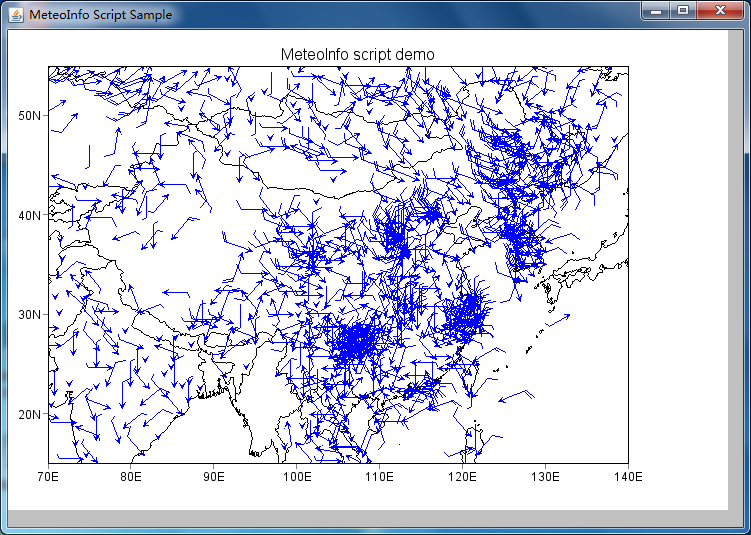 MeteoInfo Script Sample
MeteoInfo script demo
50N
40N
30N
20N
70E 80E 90E 100E 110E 120E 130E 140E